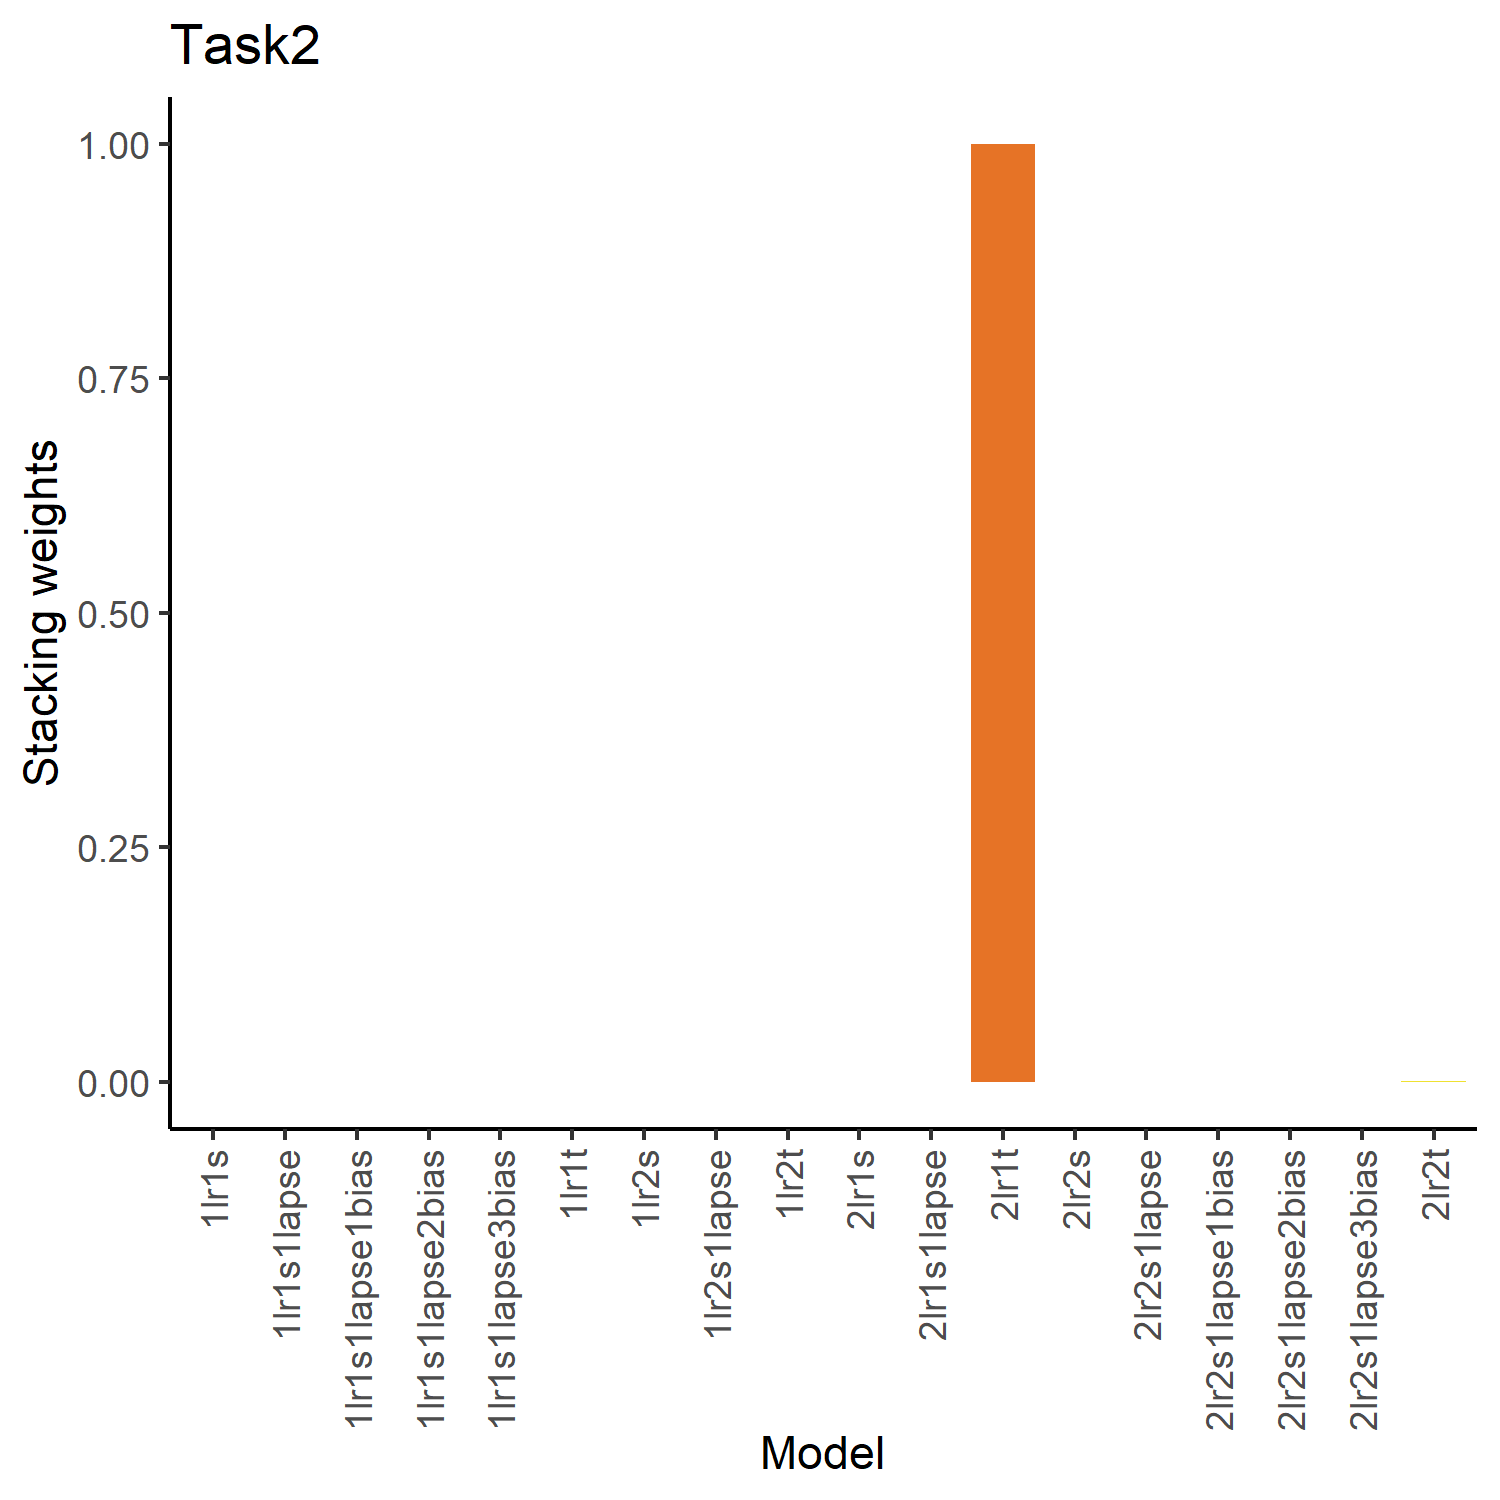 Task2
Stacking weights
1.00
0.75
0.50
0.25
0.00
1lr1s
1lr1s1lapse
1lr1s1lapse1bias
1lr1s1lapse2bias
1lr1s1lapse3bias
1lr1t
1lr2s
1lr2s1lapse
1lr2t
2lr1s
2lr1s1lapse
2lr1t
2lr2s
2lr2s1lapse
2lr2s1lapse1bias
2lr2s1lapse2bias
2lr2s1lapse3bias
2lr2t
Model